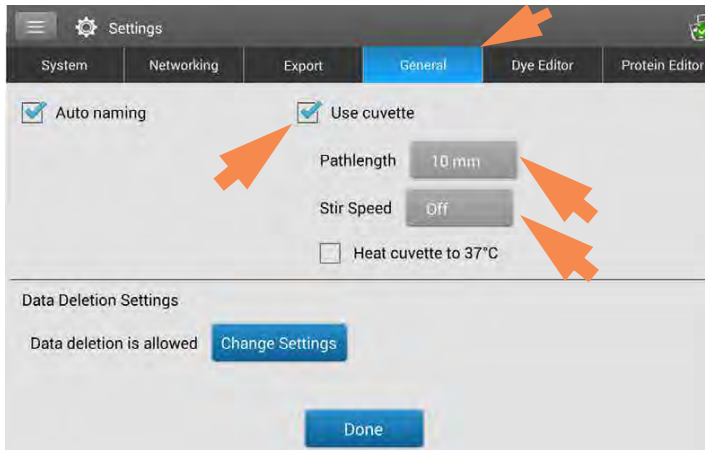 Settings
System Networking Export General Dye Editor Protein Editor
Auto naming Use cuvette
Pathlength 10 mm
Stir Speed Off
Heat cuvette to 37°C
Data Deletion Settings
Data deletion is allowed Change Settings
Done